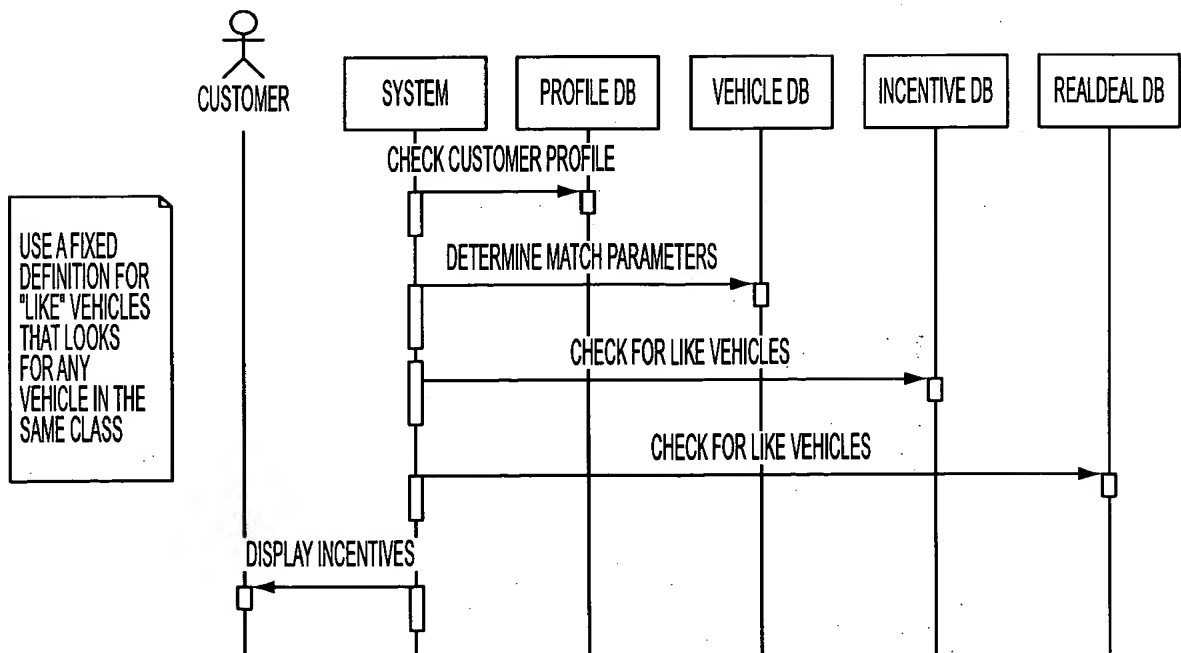 CUSTOMER
SYSTEM
PROFILE DB
VEHICLE DB
INCENTIVE DB
REALDEAL DB
CHECK CUSTOMER PROFILE
USE A FIXED
DEFINITION FOR
"LIKE" VEHICLES
THAT LOOKS
FOR ANY
VEHICLE IN THE
SAME CLASS
DETERMINE MATCH PARAMETERS
CHECK FOR LIKE VEHICLES
CHECK FOR LIKE VEHICLES
DISPLAY INCENTIVES